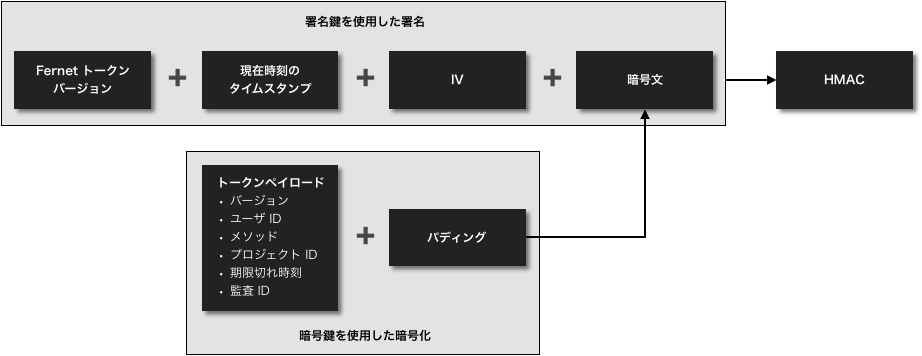 署名鍵を使用した署名
Fernet トークン
バージョン
現在時刻の
タイムスタンプ
IV
暗号文
HMAC
トークンペイロード
• バージョン
• ユーザ ID
• メソッド
• プロジェクト ID
• 期限切れ時刻
• 監査 ID
パディング
暗号鍵を使用した暗号化